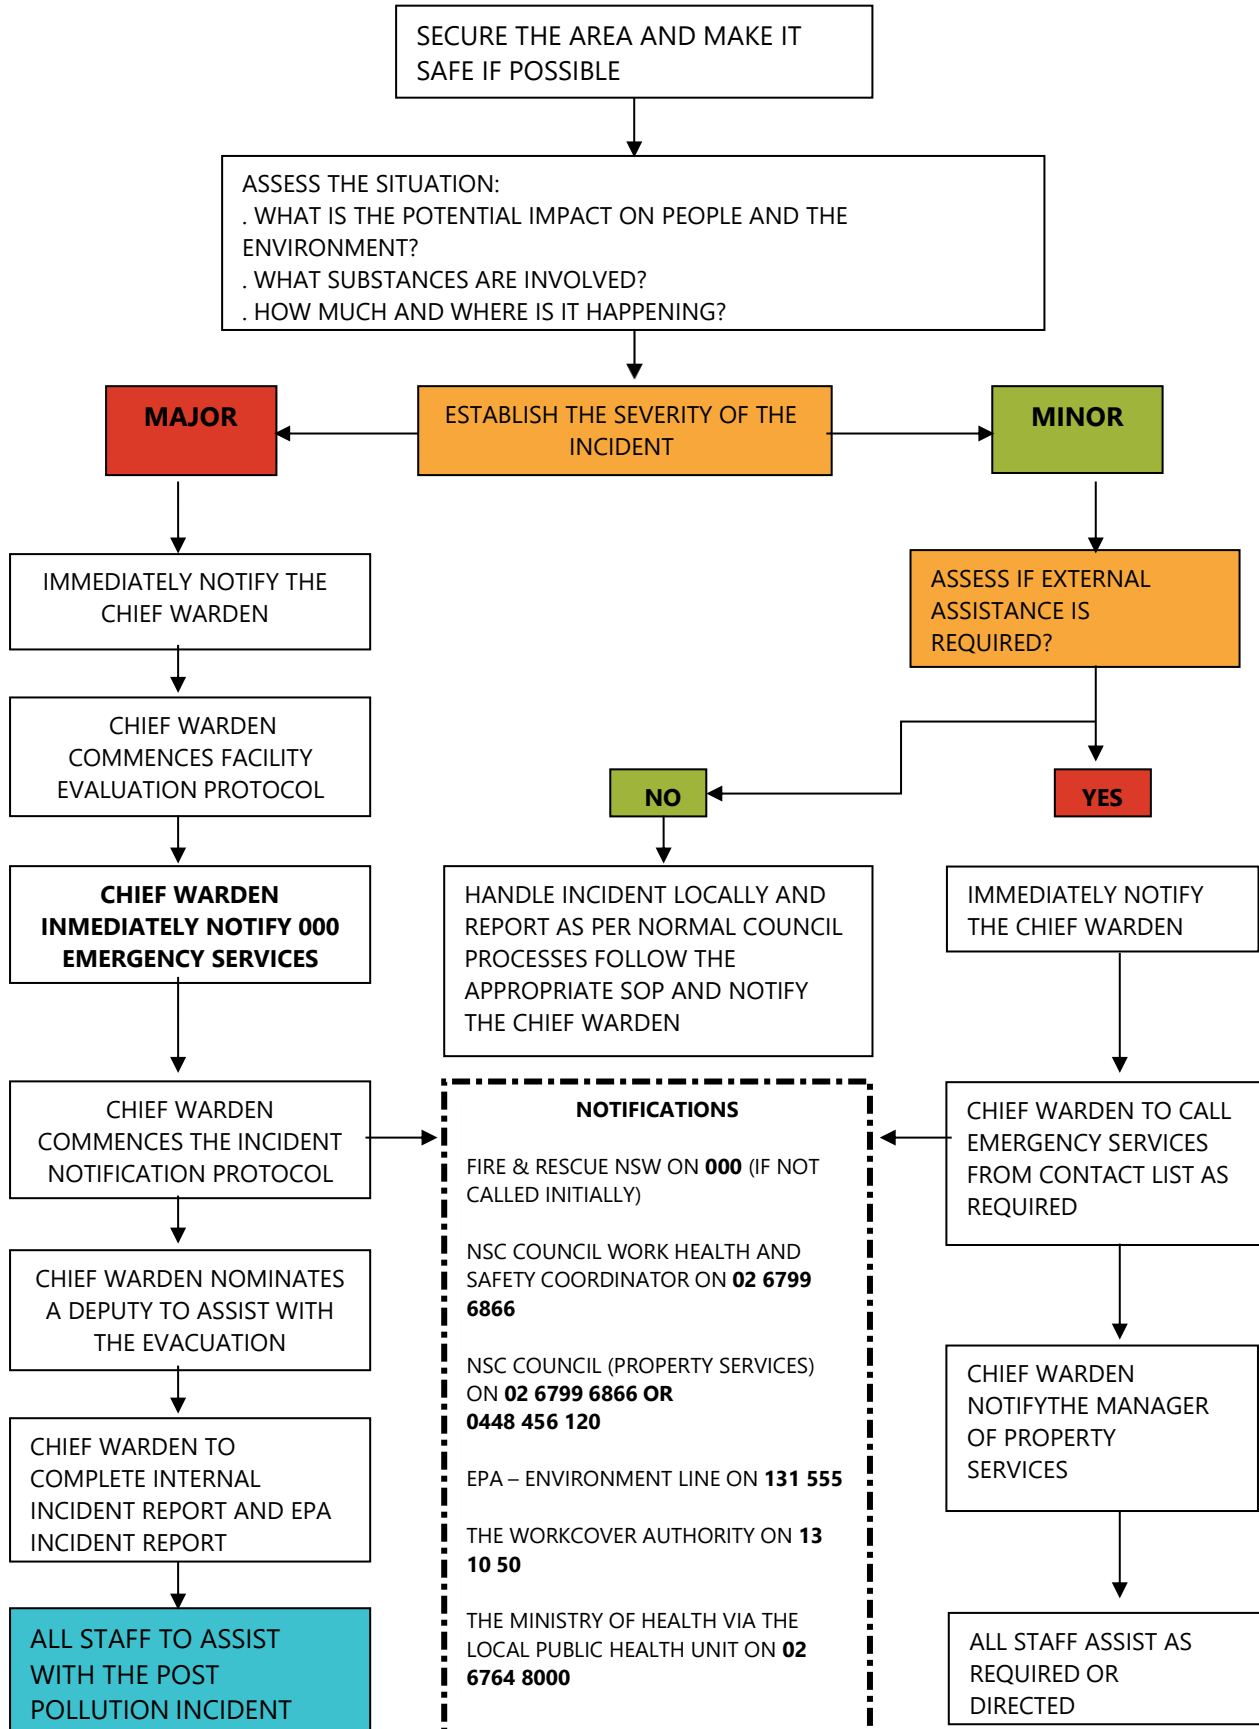 SECURE THE AREA AND MAKE IT
SAFE IF POSSIBLE
ASSESS THE SITUATION:
. WHAT IS THE POTENTIAL IMPACT ON PEOPLE AND THE
ENVIRONMENT?
. WHAT SUBSTANCES ARE INVOLVED?
. HOW MUCH AND WHERE IS IT HAPPENING?
MAJOR
ESTABLISH THE SEVERITY OF THE
INCIDENT
MINOR
IMMEDIATELY NOTIFY THE
CHIEF WARDEN
CHIEF WARDEN
COMMENCES FACILITY
EVALUATION PROTOCOL
CHIEF WARDEN
INMEDIATELY NOTIFY 000
EMERGENCY SERVICES
CHIEF WARDEN
COMMENCES THE INCIDENT
NOTIFICATION PROTOCOL
CHIEF WARDEN NOMINATES
A DEPUTY TO ASSIST WITH
THE EVACUATION
CHIEF WARDEN TO
COMPLETE INTERNAL
INCIDENT REPORT AND EPA
INCIDENT REPORT
ALL STAFF TO ASSIST
WITH THE POST
POLLUTION INCIDENT
ASSESS IF EXTERNAL
ASSISTANCE IS
REQUIRED?
NO
YES
HANDLE INCIDENT LOCALLY AND
REPORT AS PER NORMAL COUNCIL
PROCESSES FOLLOW THE
APPROPRIATE SOP AND NOTIFY
THE CHIEF WARDEN
NOTIFICATIONS
FIRE & RESCUE NSW ON 000 (IF NOT
CALLED INITIALLY)
NSC COUNCIL WORK HEALTH AND
SAFETY COORDINATOR ON 02 6799
6866
NSC COUNCIL (PROPERTY SERVICES)
ON 02 6799 6866 OR
0448 456 120
EPA – ENVIRONMENT LINE ON 131 555
THE WORKCOVER AUTHORITY ON 13
10 50
THE MINISTRY OF HEALTH VIA THE
LOCAL PUBLIC HEALTH UNIT ON 02
6764 8000
IMMEDIATELY NOTIFY
THE CHIEF WARDEN
CHIEF WARDEN TO CALL
EMERGENCY SERVICES
FROM CONTACT LIST AS
REQUIRED
CHIEF WARDEN
NOTIFYTHE MANAGER
OF PROPERTY
SERVICES
ALL STAFF ASSIST AS
REQUIRED OR
DIRECTED